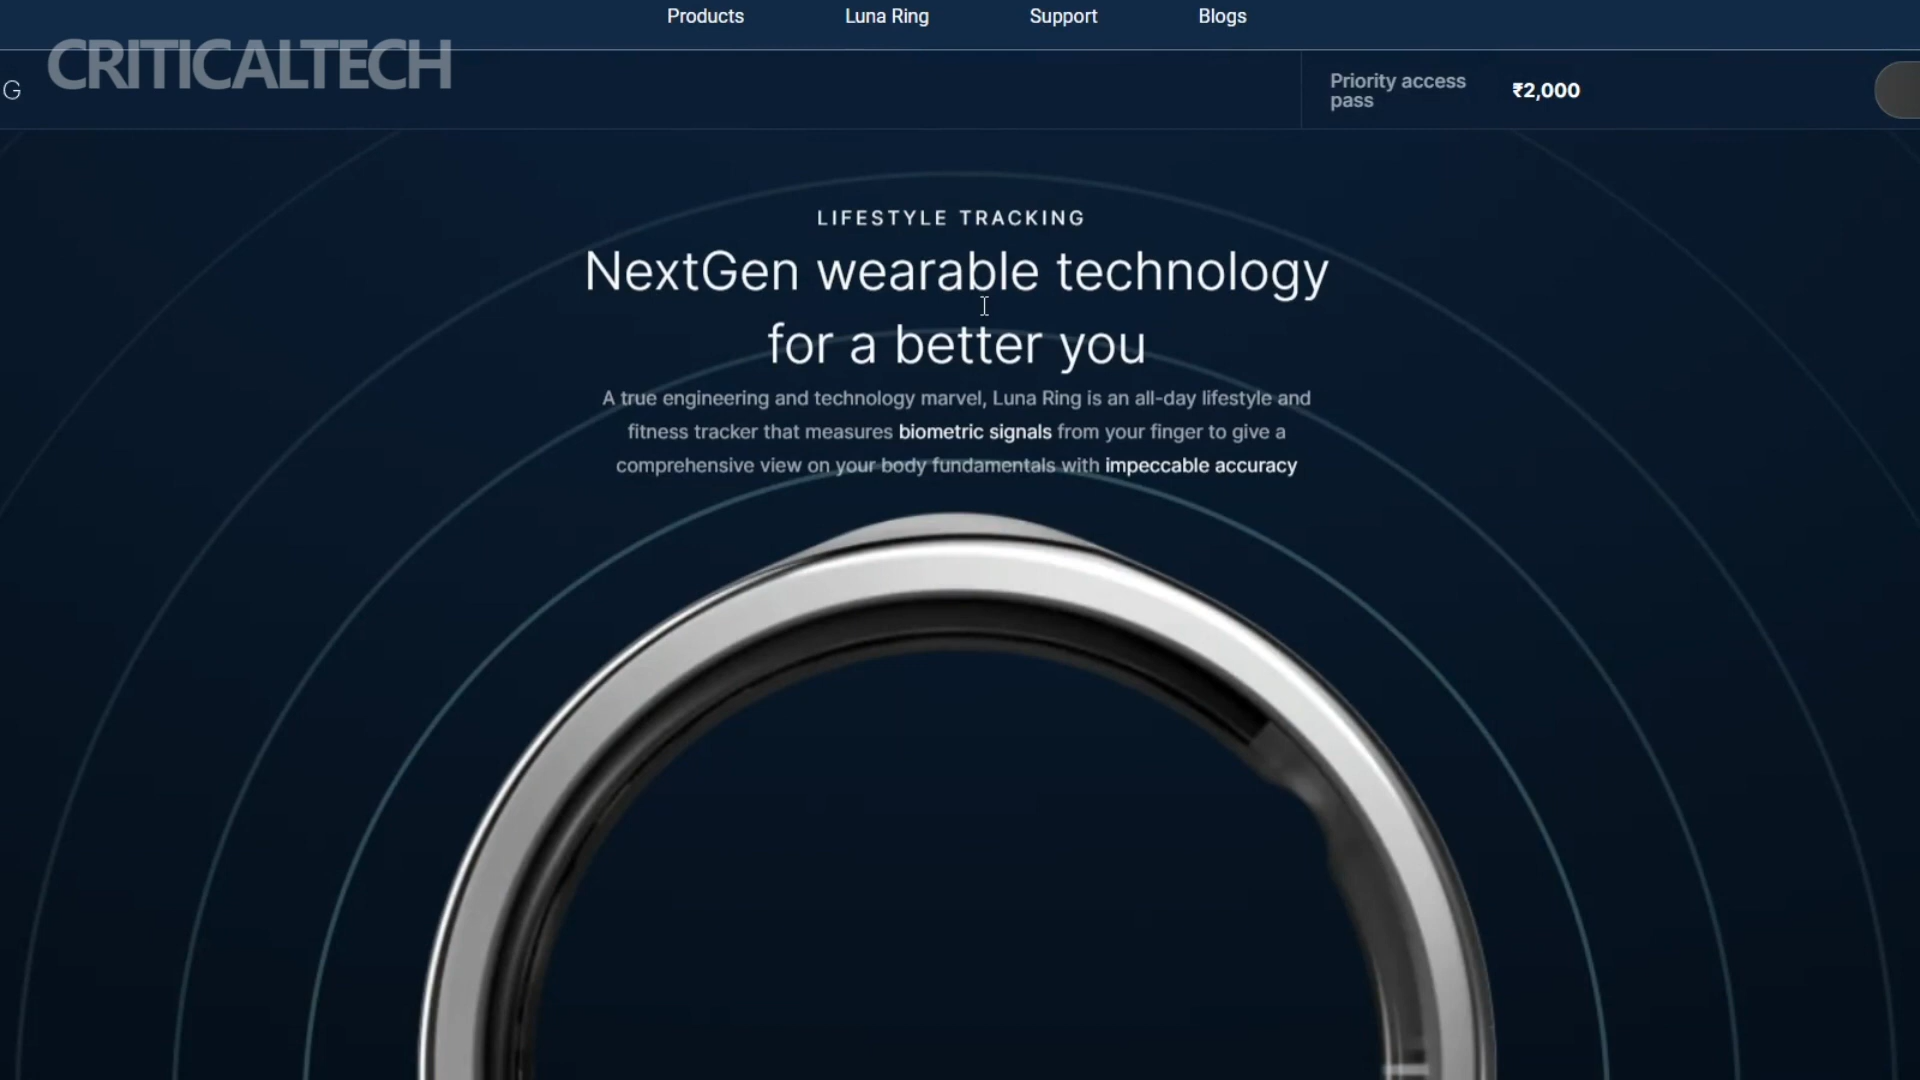 Products Luna Ring Support Blogs
CRITICALTECH
G
Priority access
pass
₹2,000
LIFESTYLE TRACKING
NextGen wearable technology
for a better you
A true engineering and technology marvel, Luna Ring is an all-day lifestyle and
fitness tracker that measures biometric signals from your finger to give a
comprehensive view on your body fundamentals with impeccable accuracy